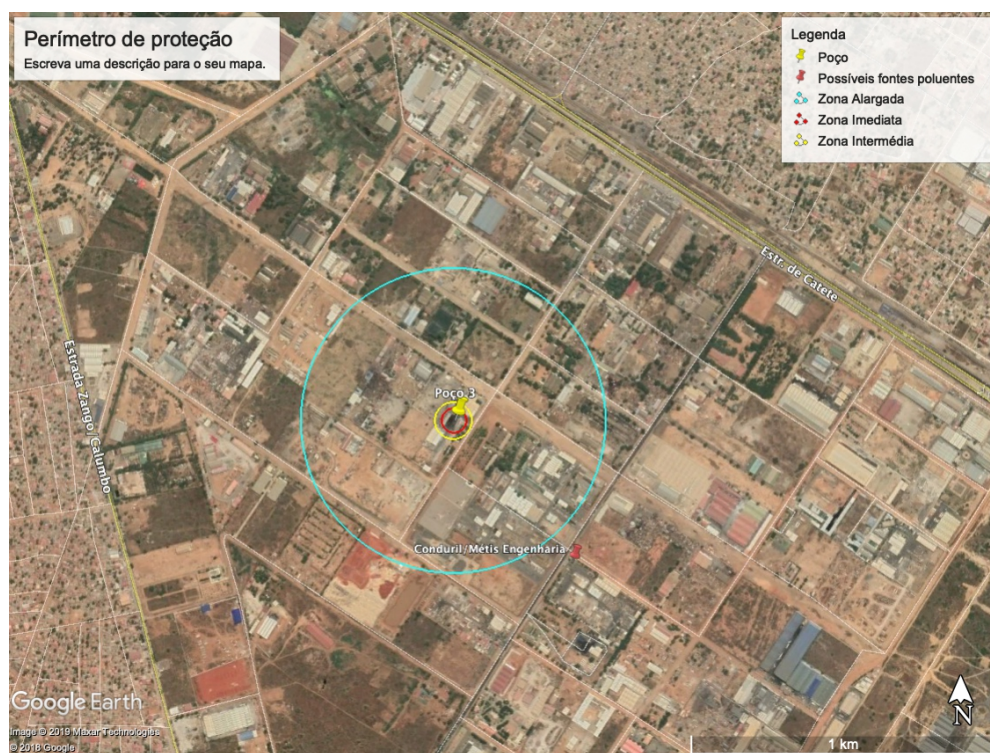 Perímetro de proteção
Escreva uma descrição para o seu mapa.
Legenda
Poço
Possíveis fontes poluentes
Zona Alargada
Zona Imediata
Zona Intermédia
Estr. de Catete
Estrada Zango/Calumbo
Poço 3
Conduril/Métis Engenharia
Google Earth
Image © 2019 Maxar Technologies
© 2018 Google
N
1 km